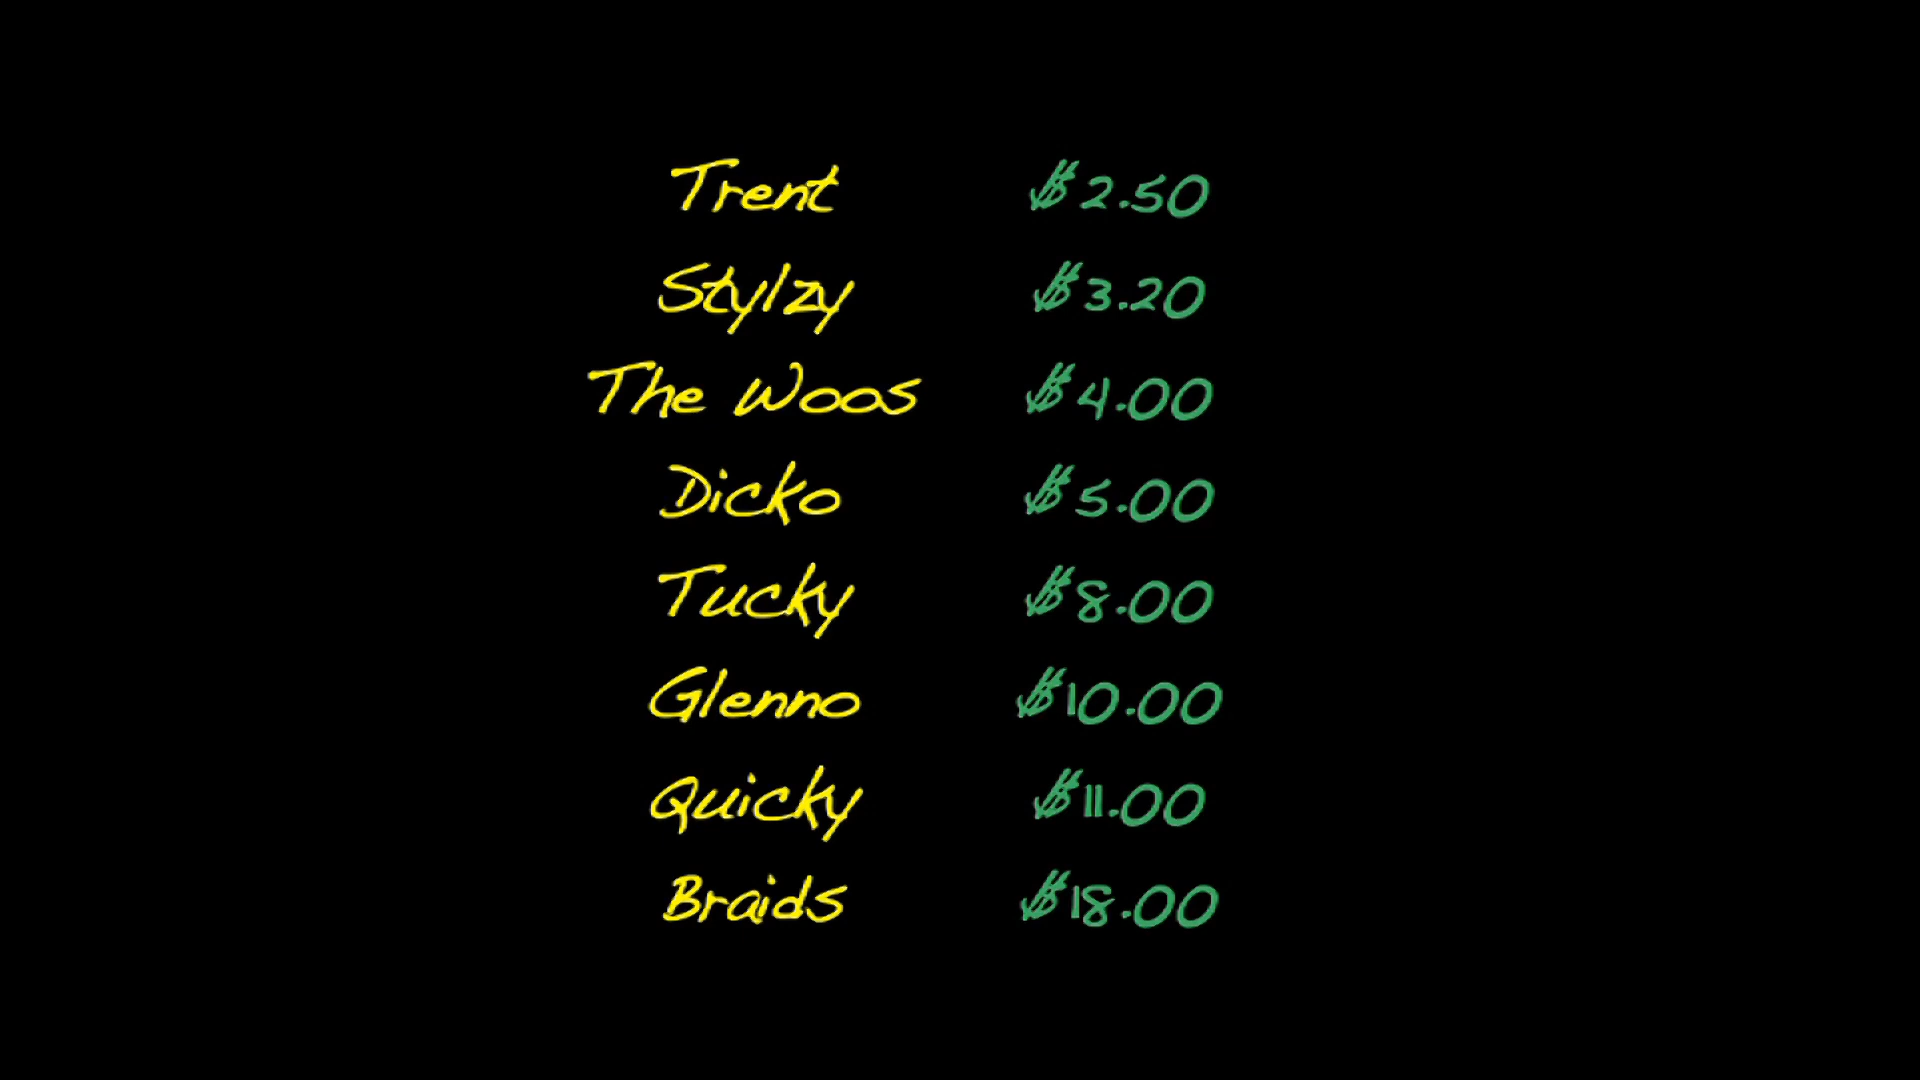 Trent $2.50
Stylzy $3.20
The Woos $4.00
Dicko $5.00
Tucky $8.00
Glenno $10.00
Quicky $11.00
Braids $18.00